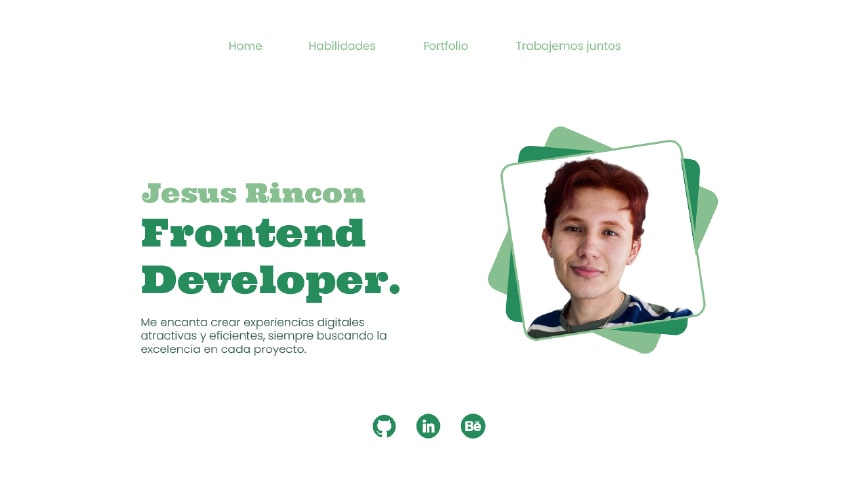 Home Habilidades Portfolio Trabajemos juntos
Jesus Rincon
Frontend
Developer.
Me encanta crear experiencias digitales
atractivas y eficientes, siempre buscando la
excelencia en cada proyecto.
in Bē